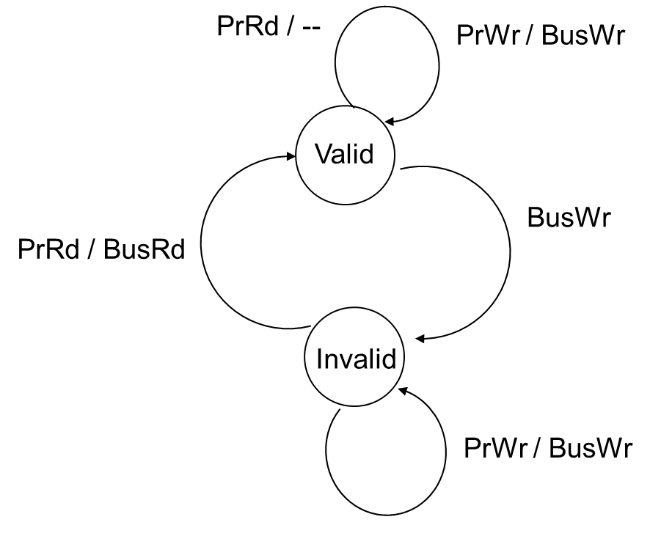 PrRd / --
PrWr / BusWr
Valid
BusWr
PrRd / BusRd
Invalid
PrWr / BusWr